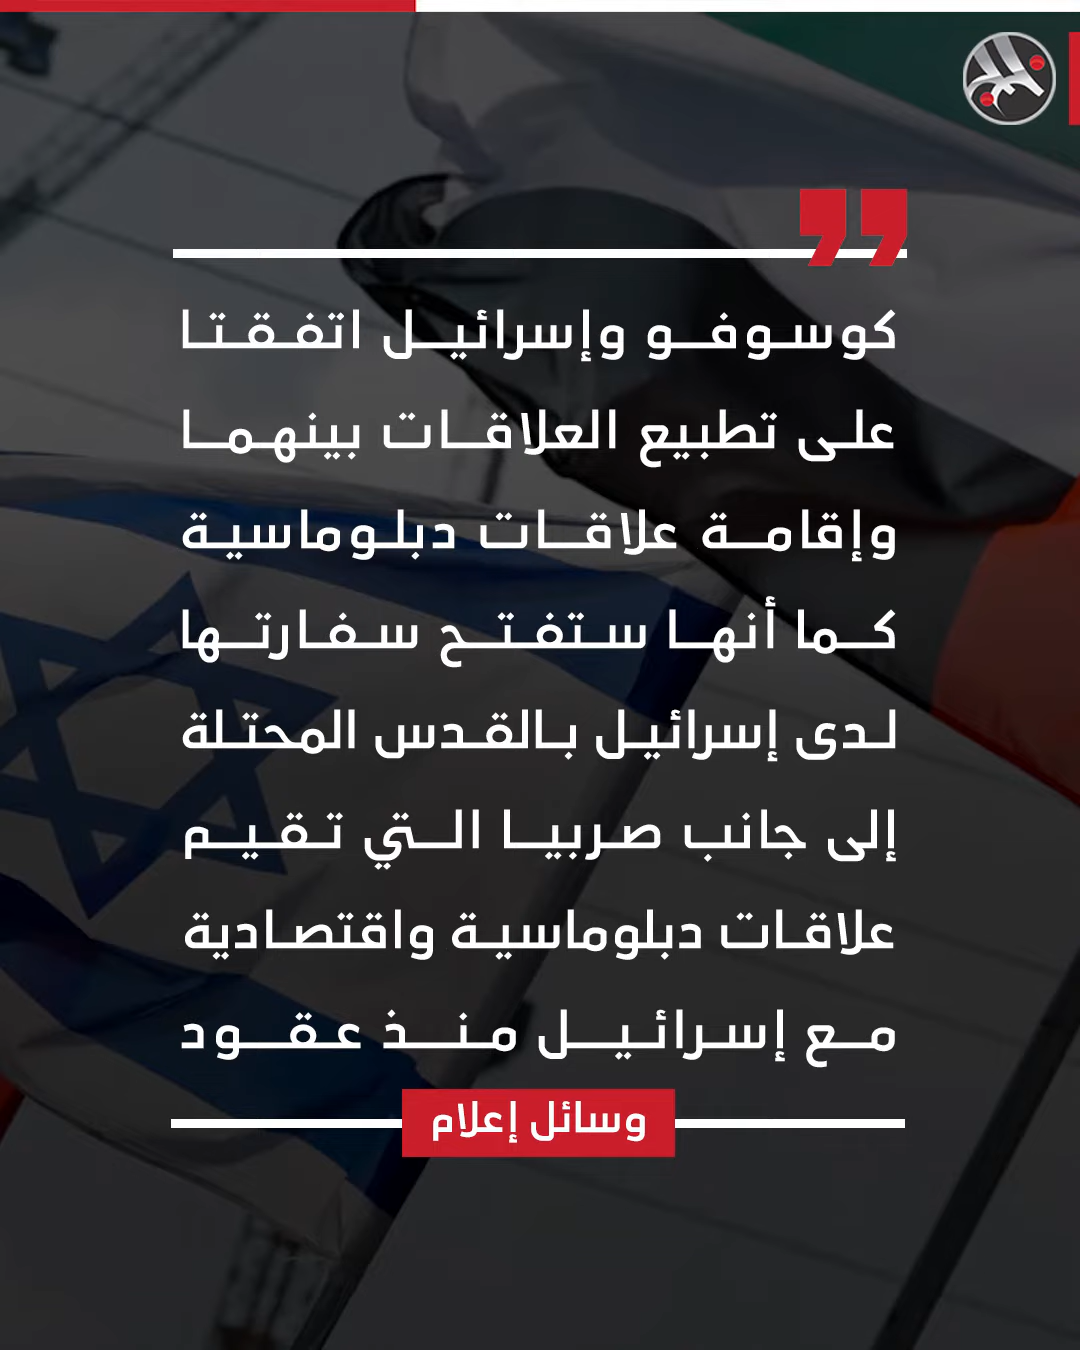 كوسوفو وإسرائيل اتفقتا
على تطبيع العلاقات بينهما
وإقامة علاقات دبلوماسية
كما أنها ستفتح سفارتها
لدى إسرائيل بالقدس المحتلة
إلى جانب صربيا التي تقيم
علاقات دبلوماسية واقتصادية
مع إسرائيل منذ عقود
وسائل إعلام